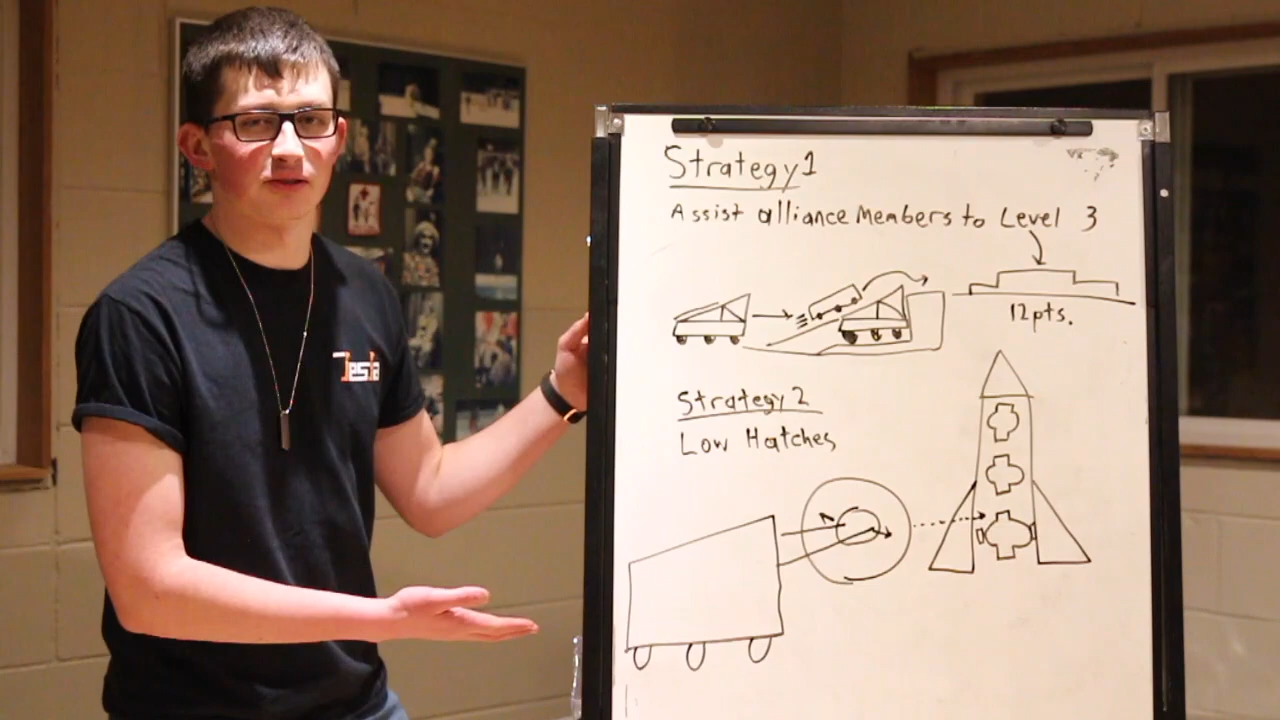 Strategy 1
Assist alliance Members to Level 3
12pts.
Strategy 2
Low Hatches
Tesla